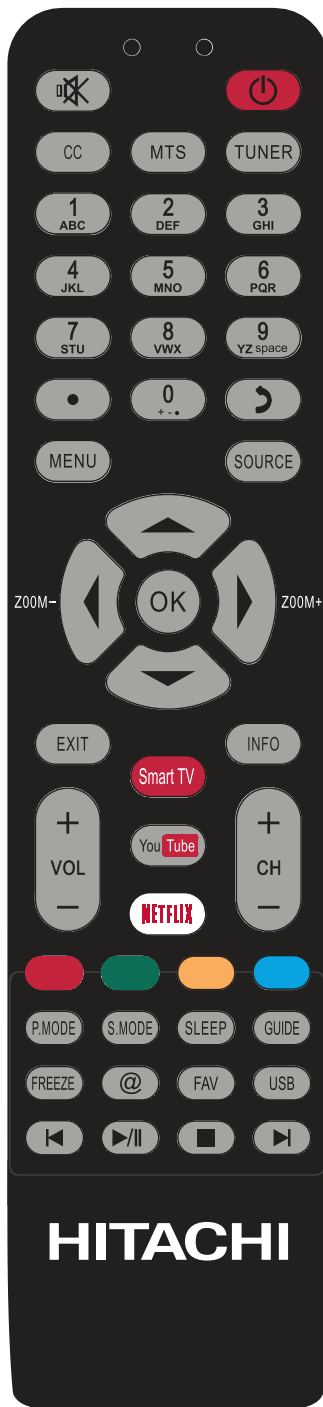 CC MTS TUNER
1 2 3
ABC DEF GHI
4 5 6
JKL MNO PQR
7 8 9
STU VWX YZ space
• 0
+ - •
MENU SOURCE
ZOOM- OK ZOOM+
EXIT INFO
Smart TV
+ +
You Tube
VOL CH
- -
NETFLIX
P.MODE S.MODE SLEEP GUIDE
FREEZE @ FAV USB
HITACHI